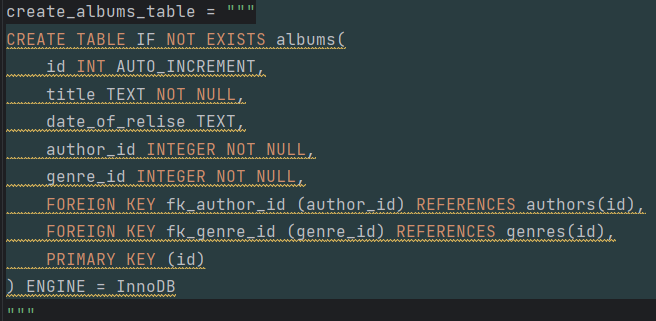 create_albums_table = """
CREATE TABLE IF NOT EXISTS albums(
    id INT AUTO_INCREMENT,
    title TEXT NOT NULL,
    date_of_relise TEXT,
    author_id INTEGER NOT NULL,
    genre_id INTEGER NOT NULL,
    FOREIGN KEY fk_author_id (author_id) REFERENCES authors(id),
    FOREIGN KEY fk_genre_id (genre_id) REFERENCES genres(id),
    PRIMARY KEY (id)
) ENGINE = InnoDB
"""